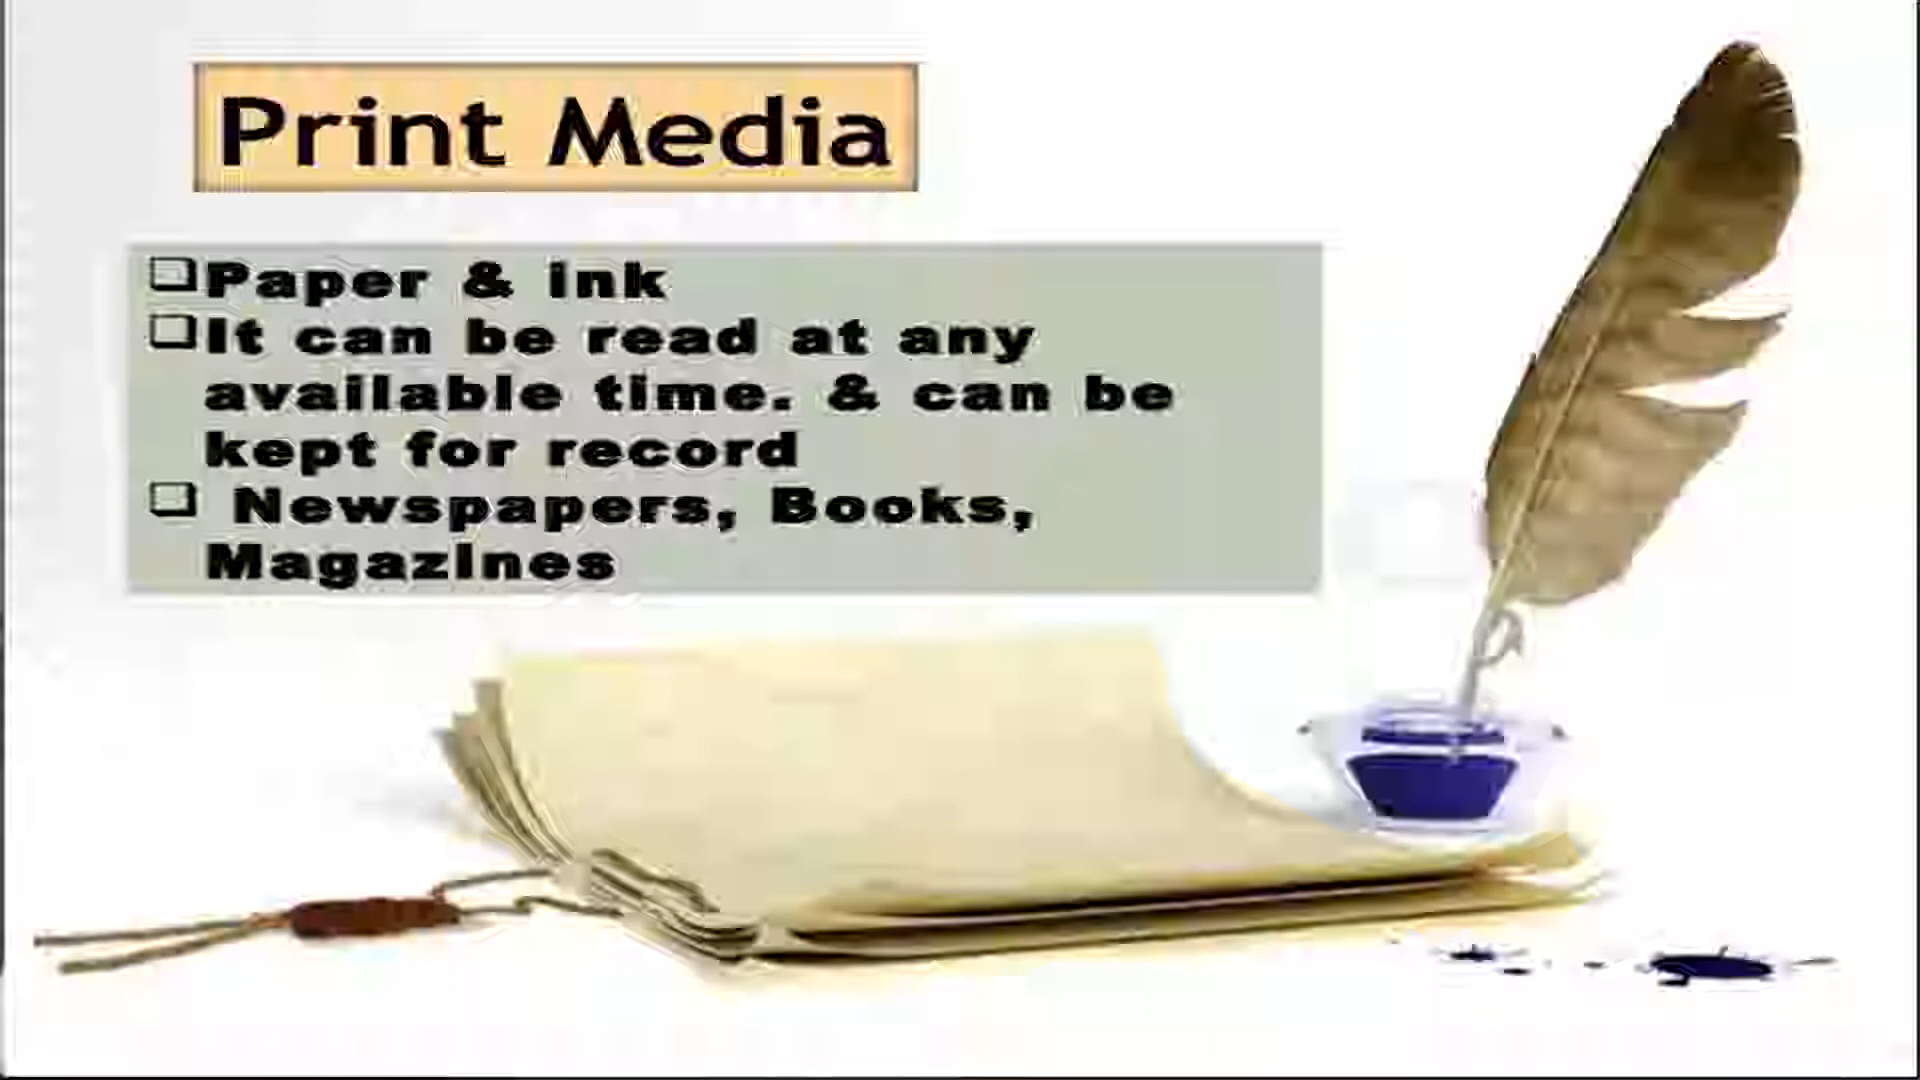 Print Media
❑Paper & ink
❑It can be read at any
available time. & can be
kept for record
❑ Newspapers, Books,
Magazines